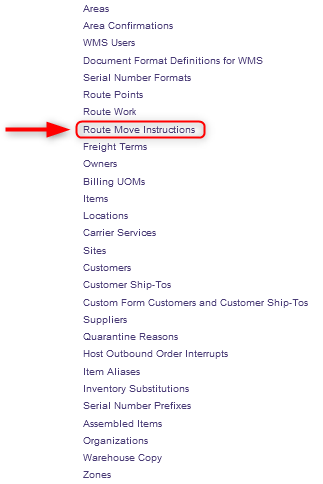 Areas
Area Confirmations
WMS Users
Document Format Definitions for WMS
Serial Number Formats
Route Points
Route Work
Route Move Instructions
Freight Terms
Owners
Billing UOMs
Items
Locations
Carrier Services
Sites
Customers
Customer Ship-Tos
Custom Form Customers and Customer Ship-Tos
Suppliers
Quarantine Reasons
Host Outbound Order Interrupts
Item Aliases
Inventory Substitutions
Serial Number Prefixes
Assembled Items
Organizations
Warehouse Copy
Zones